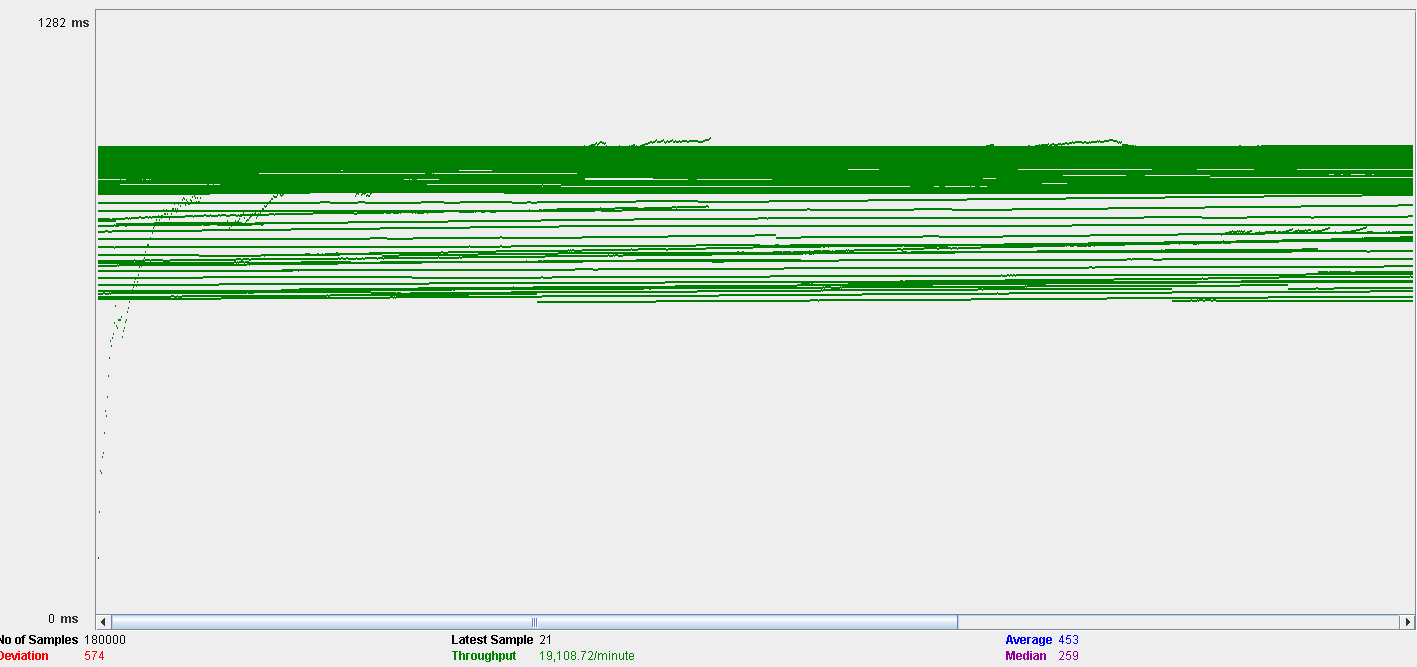 1282 ms
0 ms
No of Samples 180000 Latest Sample 21 Average 453
Deviation 574 Throughput 19,108.72/minute Median 259